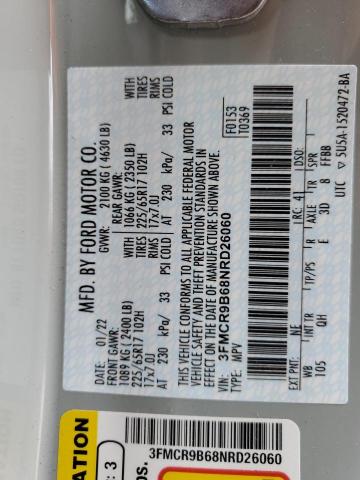 MFD. BY FORD MOTOR CO.
DATE: 01/22 GVWR: 2100 KG ( 4630 LB)
FRONT GAWR: REAR GAWR: WITH
1089 KG ( 2400 LB) 1066 KG ( 2350 LB) TIRES
225/65R17 102H 225/65R17 102H RIMS
17x7.0J 17x7.0J
AT 230 kPa/ 33 PSI COLD AT 230 kPa/ 33 PSI COLD
WITH
TIRES
RIMS
THIS VEHICLE CONFORMS TO ALL APPLICABLE FEDERAL MOTOR
VEHICLE SAFETY AND THEFT PREVENTION STANDARDS IN
EFFECT ON THE DATE OF MANUFACTURE SHOWN ABOVE.
VIN: 3FMCR9B68NRD26060
TYPE: MPV
F0153
T0369
EXT PNT: NE RC: 41 DSO:
WB INT TR TP/PS R AXLE TR SPR
105 QH E 3D 8 FFBB
UTC 5U5A-1520472-BA
3FMCR9B68NRD26060
: 3